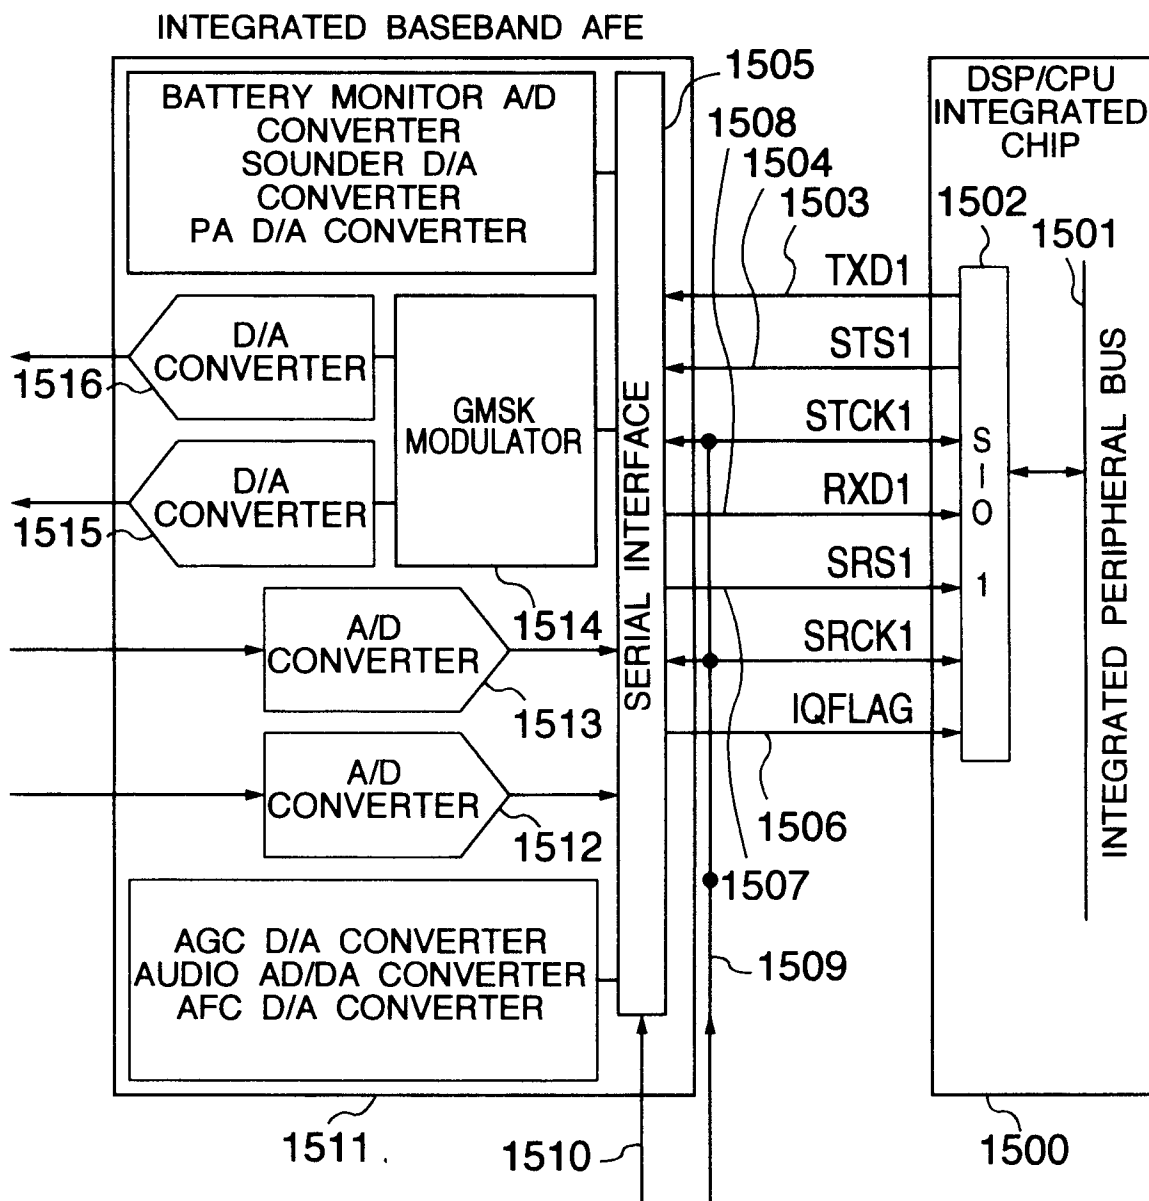 INTEGRATED BASEBAND AFE
BATTERY MONITOR A/D
CONVERTER
SOUNDER D/A
CONVERTER
PA D/A CONVERTER
D/A
CONVERTER
1516
D/A
CONVERTER
1515
GMSK
MODULATOR
1514
A/D
CONVERTER
1513
A/D
CONVERTER
1512
AGC D/A CONVERTER
AUDIO AD/DA CONVERTER
AFC D/A CONVERTER
1511
SERIAL INTERFACE
1510
1505
1508
1504
1503
TXD1
STS1
STCK1
RXD1
SRS1
SRCK1
IQFLAG
1506
1507
1509
DSP/CPU
INTEGRATED
CHIP
1502
1501
SIO 1
INTEGRATED PERIPHERAL BUS
1500